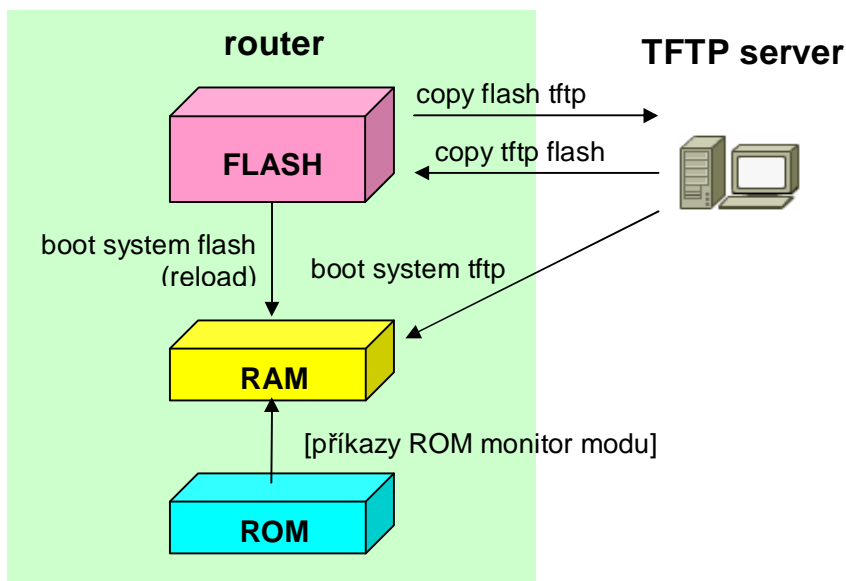 router
TFTP server
copy flash tftp
FLASH
copy tftp flash
boot system flash
(reload)
boot system tftp
RAM
[příkazy ROM monitor modu]
ROM